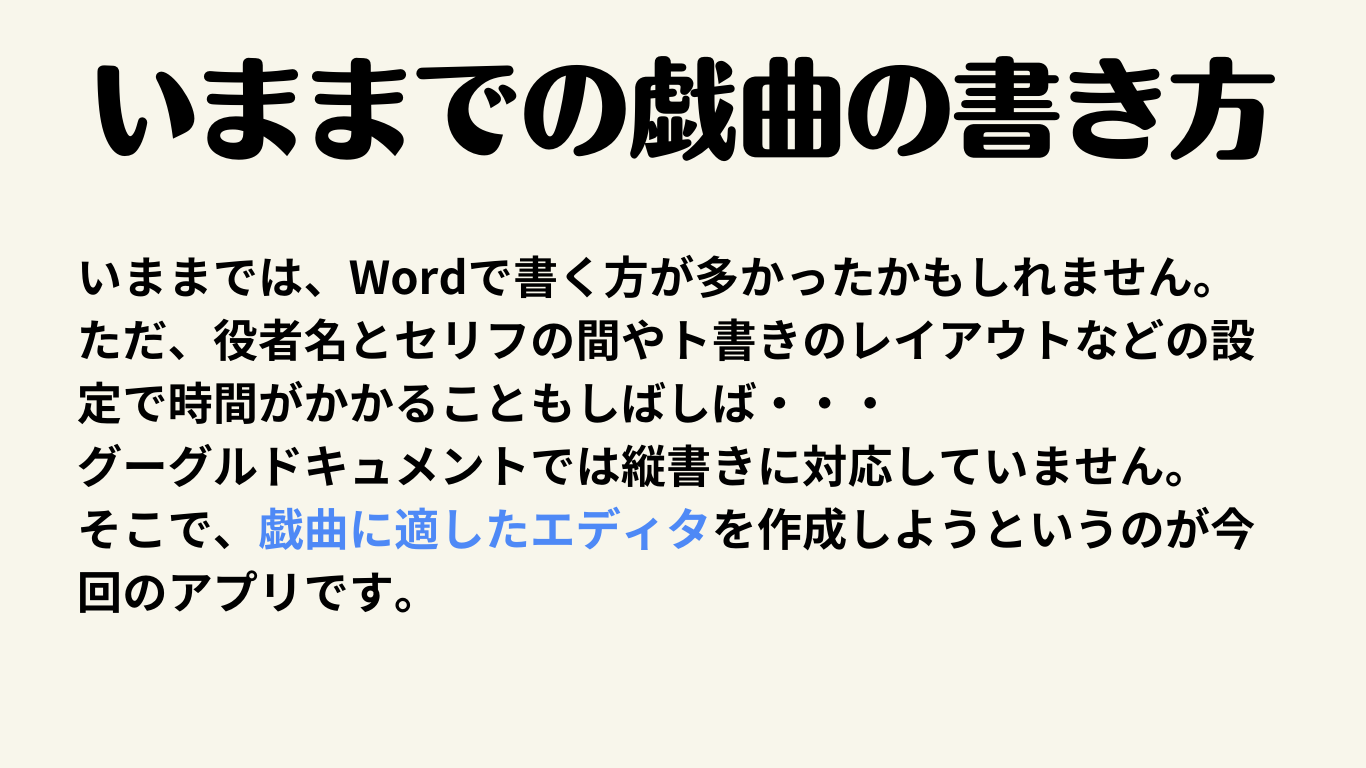 いままでの戯曲の書き方
いままでは、Wordで書く方が多かったかもしれません。
ただ、役者名とセリフの間やト書きのレイアウトなどの設
定で時間がかかることもしばしば・・・
グーグルドキュメントでは縦書きに対応していません。
そこで、戯曲に適したエディタを作成しようというのが今
回のアプリです。